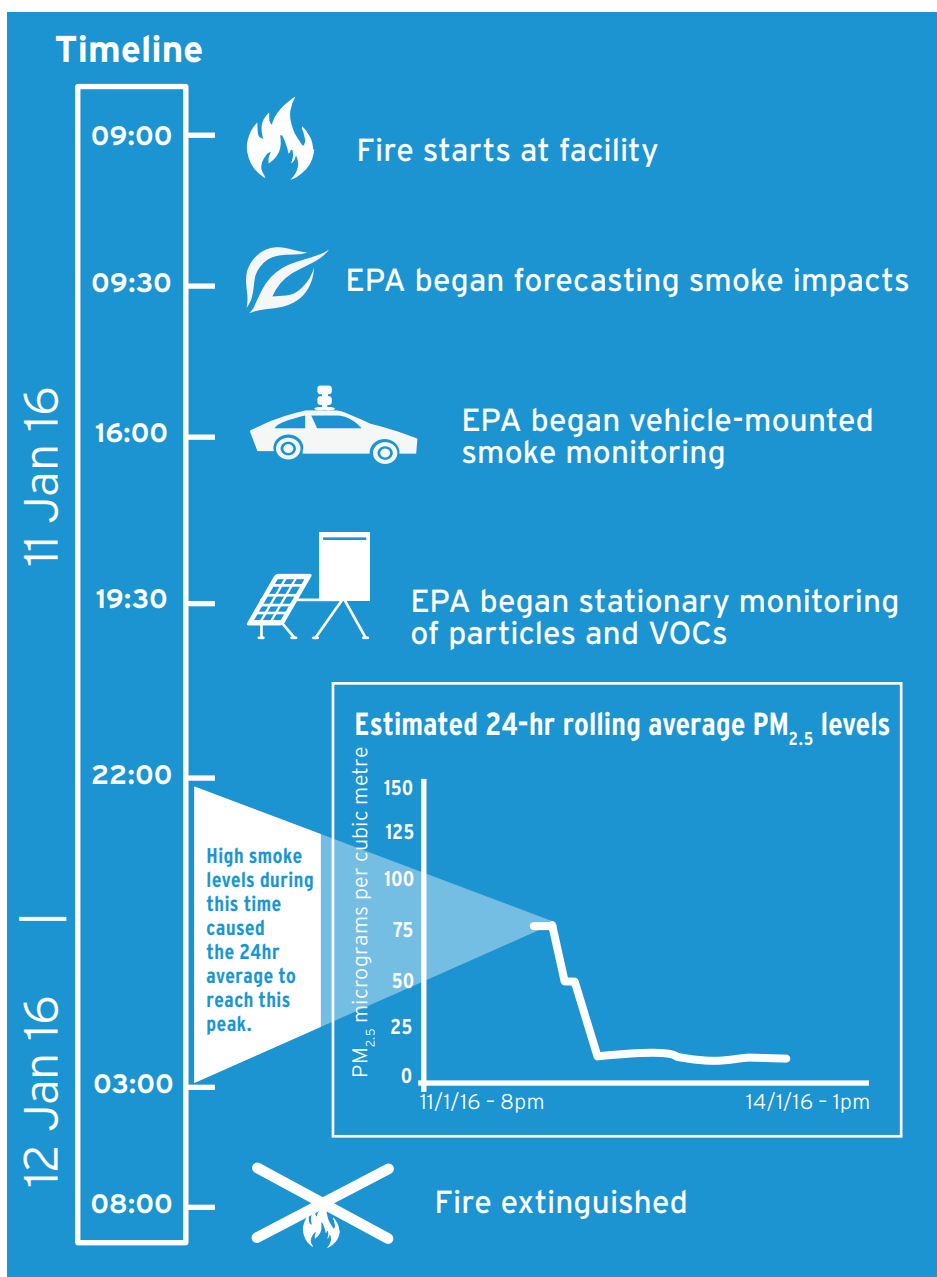 Timeline
11 Jan 16
09:00
Fire starts at facility
09:30
EPA began forecasting smoke impacts
16:00
EPA began vehicle-mounted
smoke monitoring
19:30
EPA began stationary monitoring
of particles and VOCs
22:00
High smoke
levels during
this time
caused
the 24hr
average to
reach this
peak.
Estimated 24-hr rolling average PM2.5 levels
PM2.5 micrograms per cubic metre
150
125
100
75
50
25
0
11/1/16 – 8pm
14/1/16 – 1pm
12 Jan 16
03:00
08:00
Fire extinguished